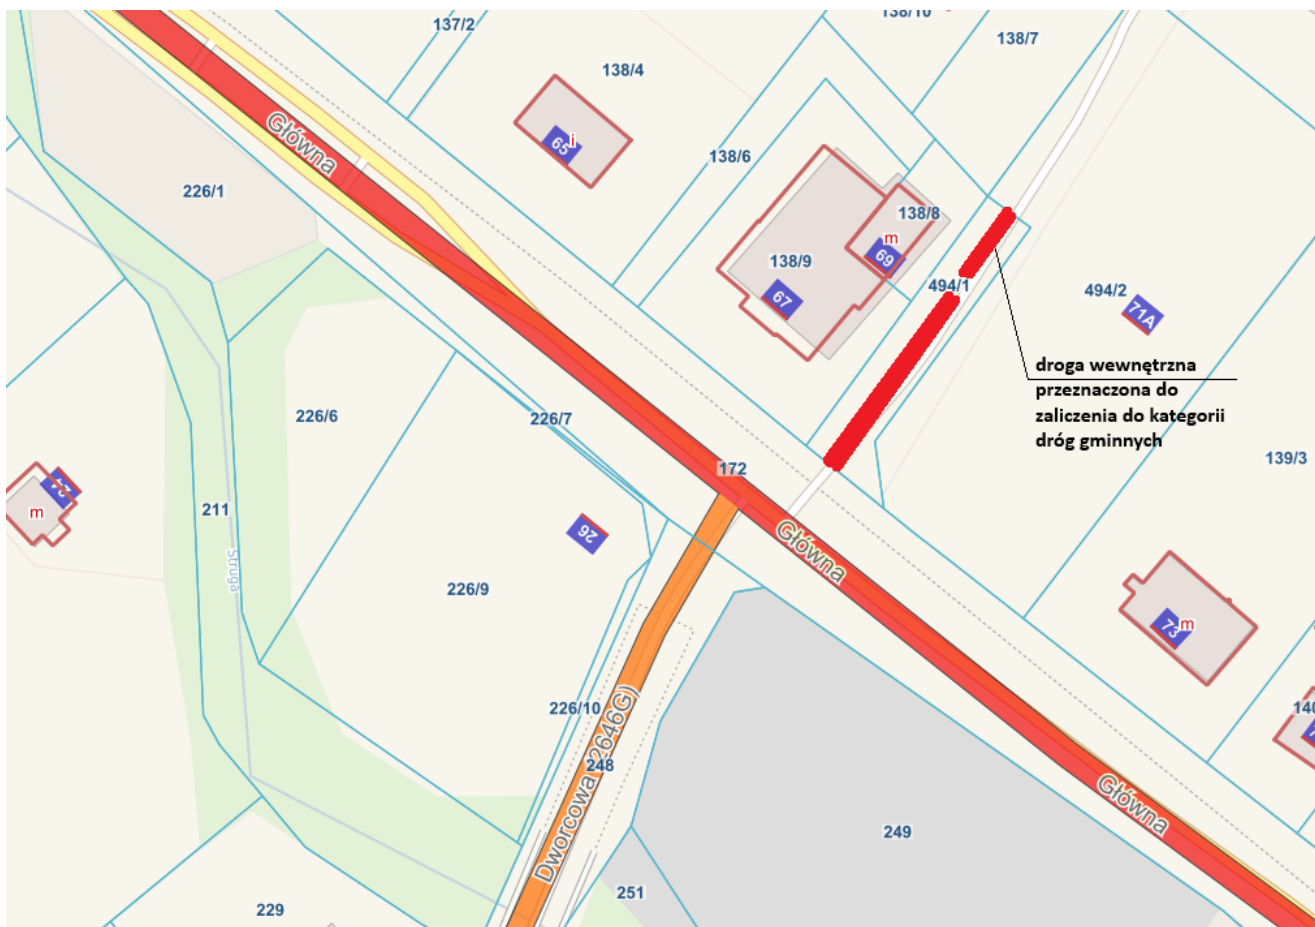 137/2
138/10
138/7
138/4
65
i
Główna
138/6
226/1
138/8
m
69
138/9
67
494/1
494/2
71A
droga wewnętrzna
przeznaczona do
zaliczenia do kategorii
dróg gminnych
226/6
226/7
172
139/3
m
211
Struga
26
Główna
226/9
73
m
226/10
248
Dworcowa (2646G)
Główna
249
251
229